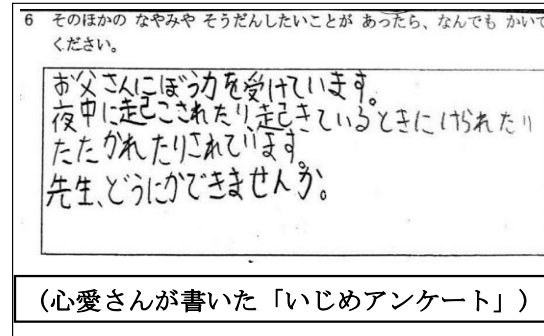 6 そのほかの なやみや そうだんしたいことが あったら、なんでも かいて
ください。
お父さんにぼう力を受けています。
夜中に起こされたり、起きているときにけられたり
たたかれたりされています。
先生、どうにかできませんか。
(心愛さんが書いた「いじめアンケート」)